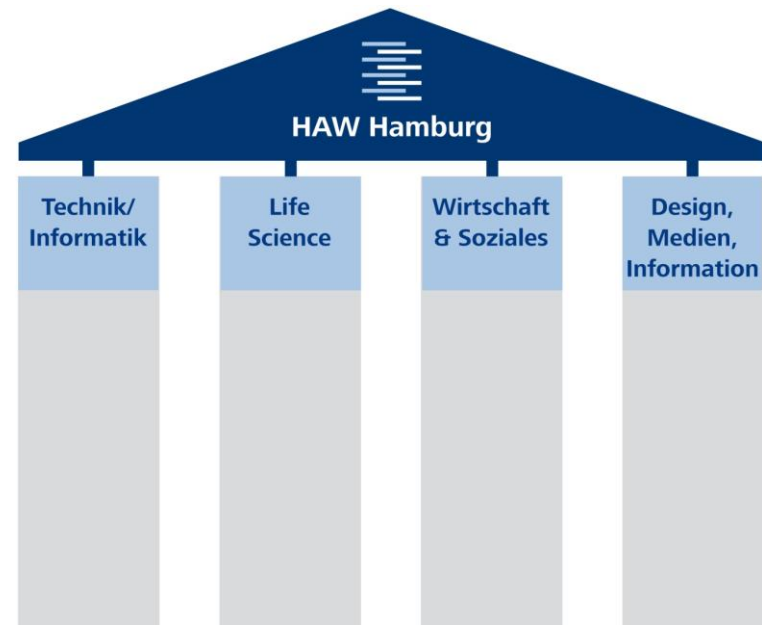 HAW Hamburg
Technik/
Informatik
Life
Science
Wirtschaft
& Soziales
Design,
Medien,
Information